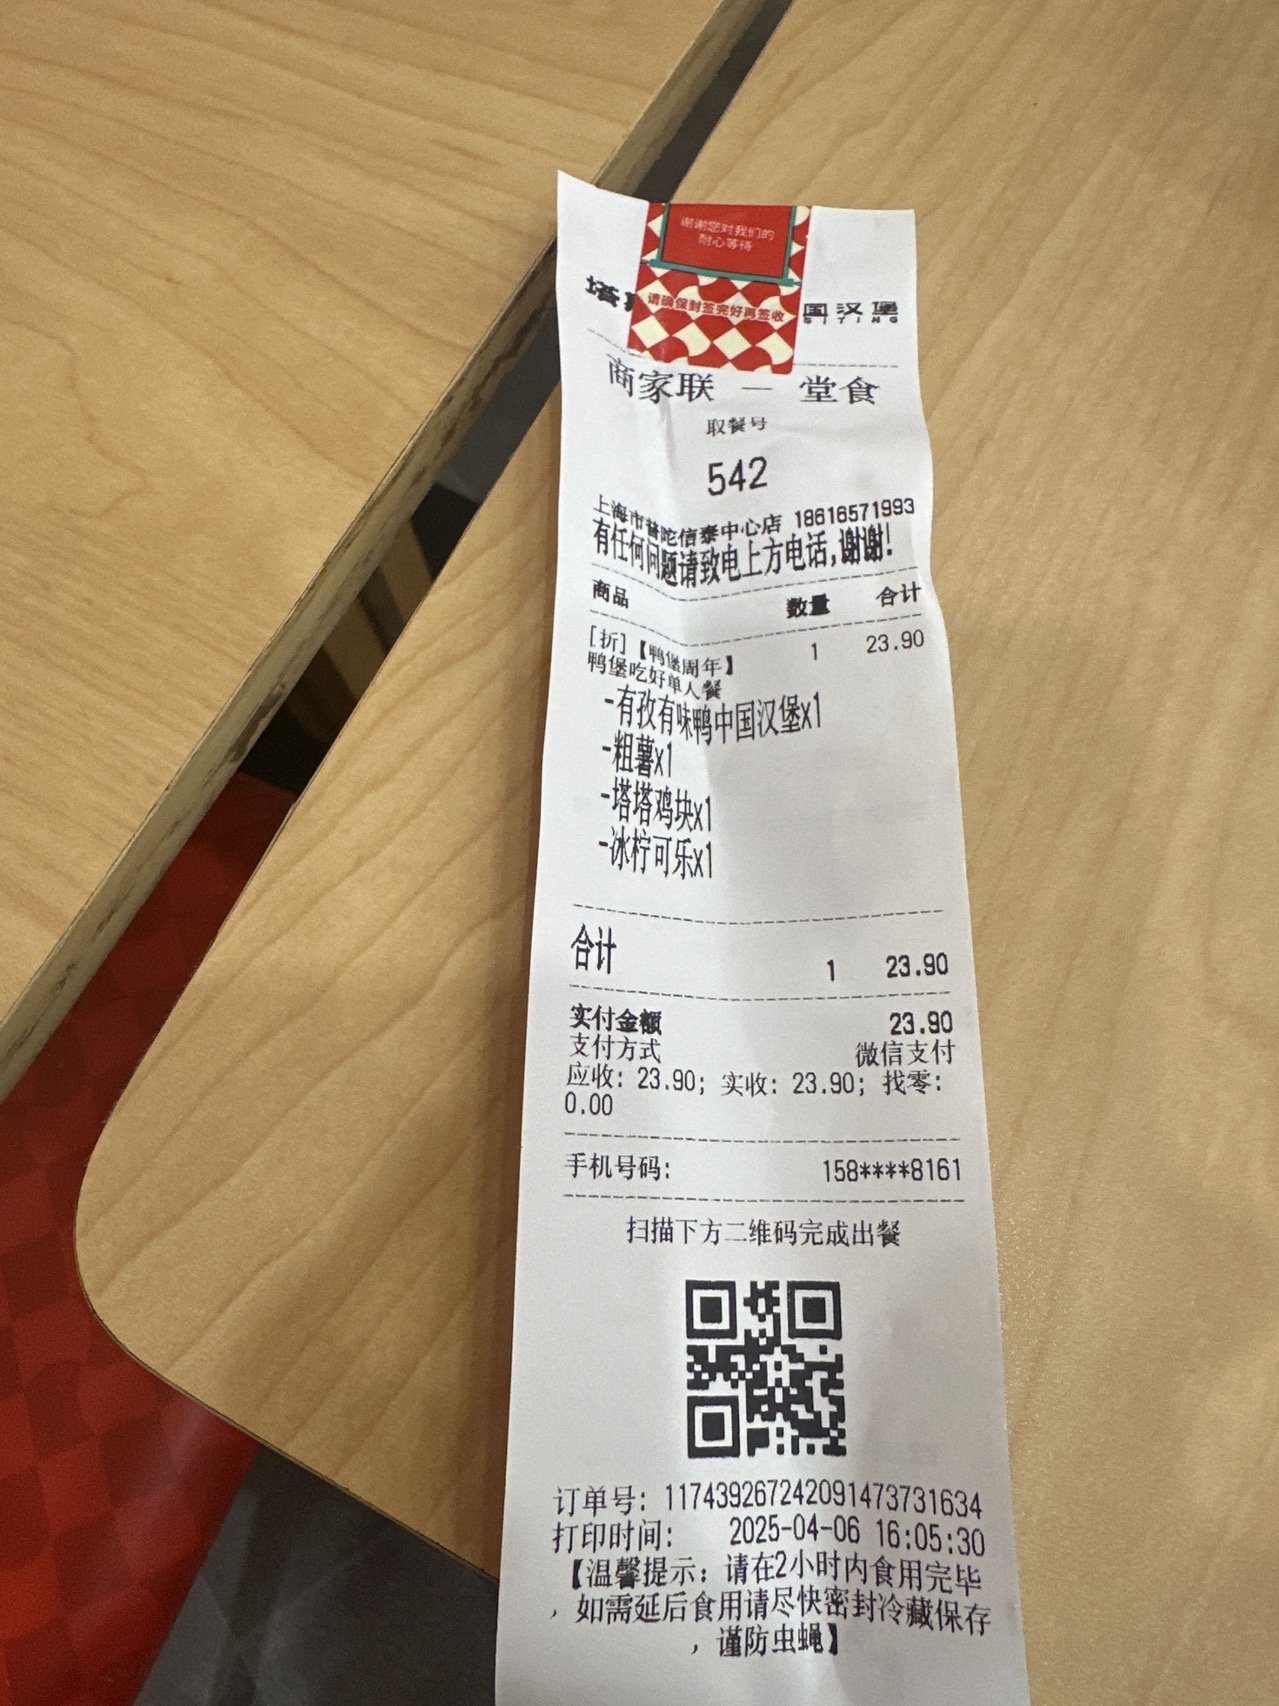 谢谢您对我们的
耐心等待
请确保封签完好再签收
塔 国汉堡
商家联 — 堂食
取餐号
542
上海市普陀信泰中心店 18616571993
有任何问题请致电上方电话,谢谢!
商品 数量 合计
[折]【鸭堡周年】 1 23.90
鸭堡吃好单人餐
-有孜有味鸭中国汉堡x1
-粗薯x1
-塔塔鸡块x1
-冰柠可乐x1
合计 1 23.90
实付金额 23.90
支付方式 微信支付
应收: 23.90; 实收: 23.90; 找零:
0.00
手机号码: 158****8161
扫描下方二维码完成出餐
订单号: 1174392672420914737​31634
打印时间: 2025-04-06 16:05:30
【温馨提示: 请在2小时内食用完毕
, 如需延后食用请尽快密封冷藏保存
, 谨防虫蝇】